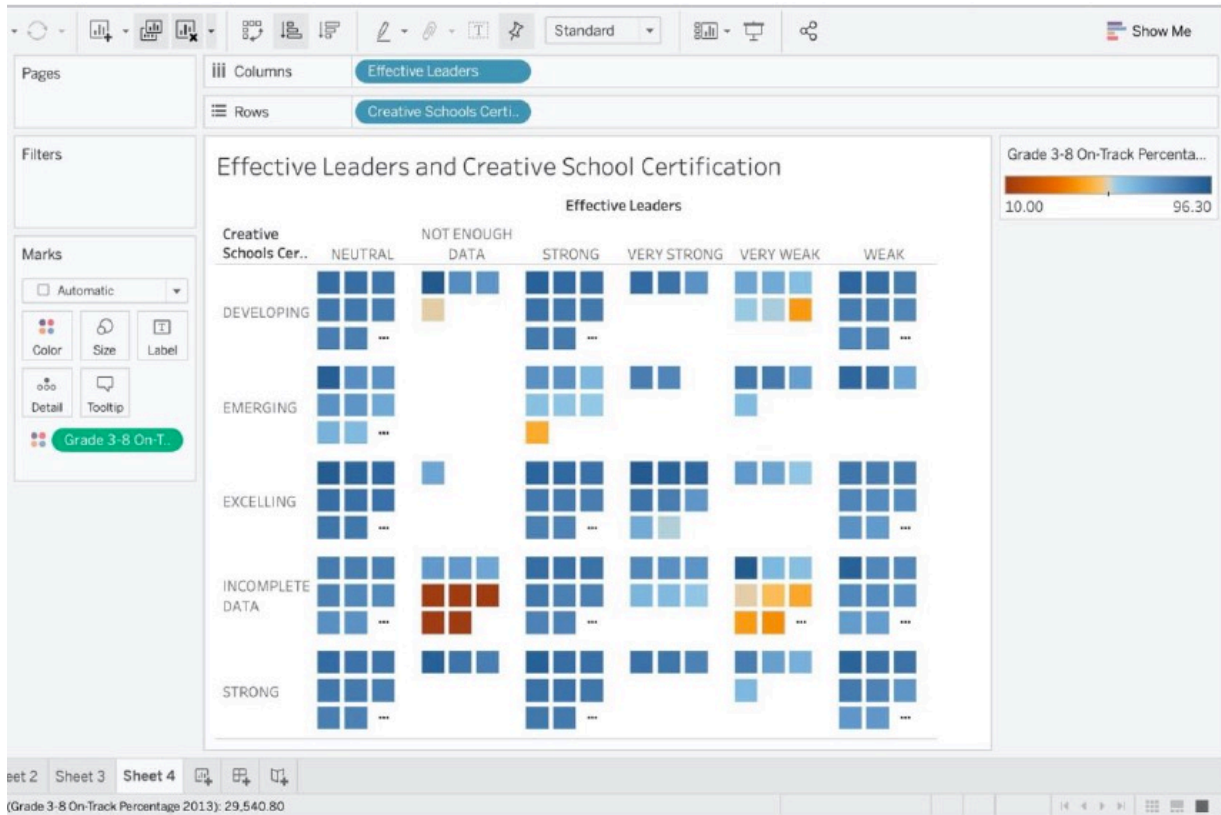 Standard
Show Me
Pages
Columns
Effective Leaders
Rows
Creative Schools Certi..
Filters
Effective Leaders and Creative School Certification
Grade 3-8 On-Track Percenta...
10.00 96.30
Effective Leaders
Creative
Schools Cer..
NEUTRAL
NOT ENOUGH
DATA
STRONG
VERY STRONG
VERY WEAK
WEAK
Marks
Automatic
Color Size Label
Detail Tooltip
Grade 3-8 On-T..
DEVELOPING
...
...
...
EMERGING
...
EXCELLING
...
...
...
INCOMPLETE
DATA
...
...
...
...
STRONG
...
...
...
eet 2 Sheet 3 Sheet 4
(Grade 3-8 On-Track Percentage 2013): 29,540.80